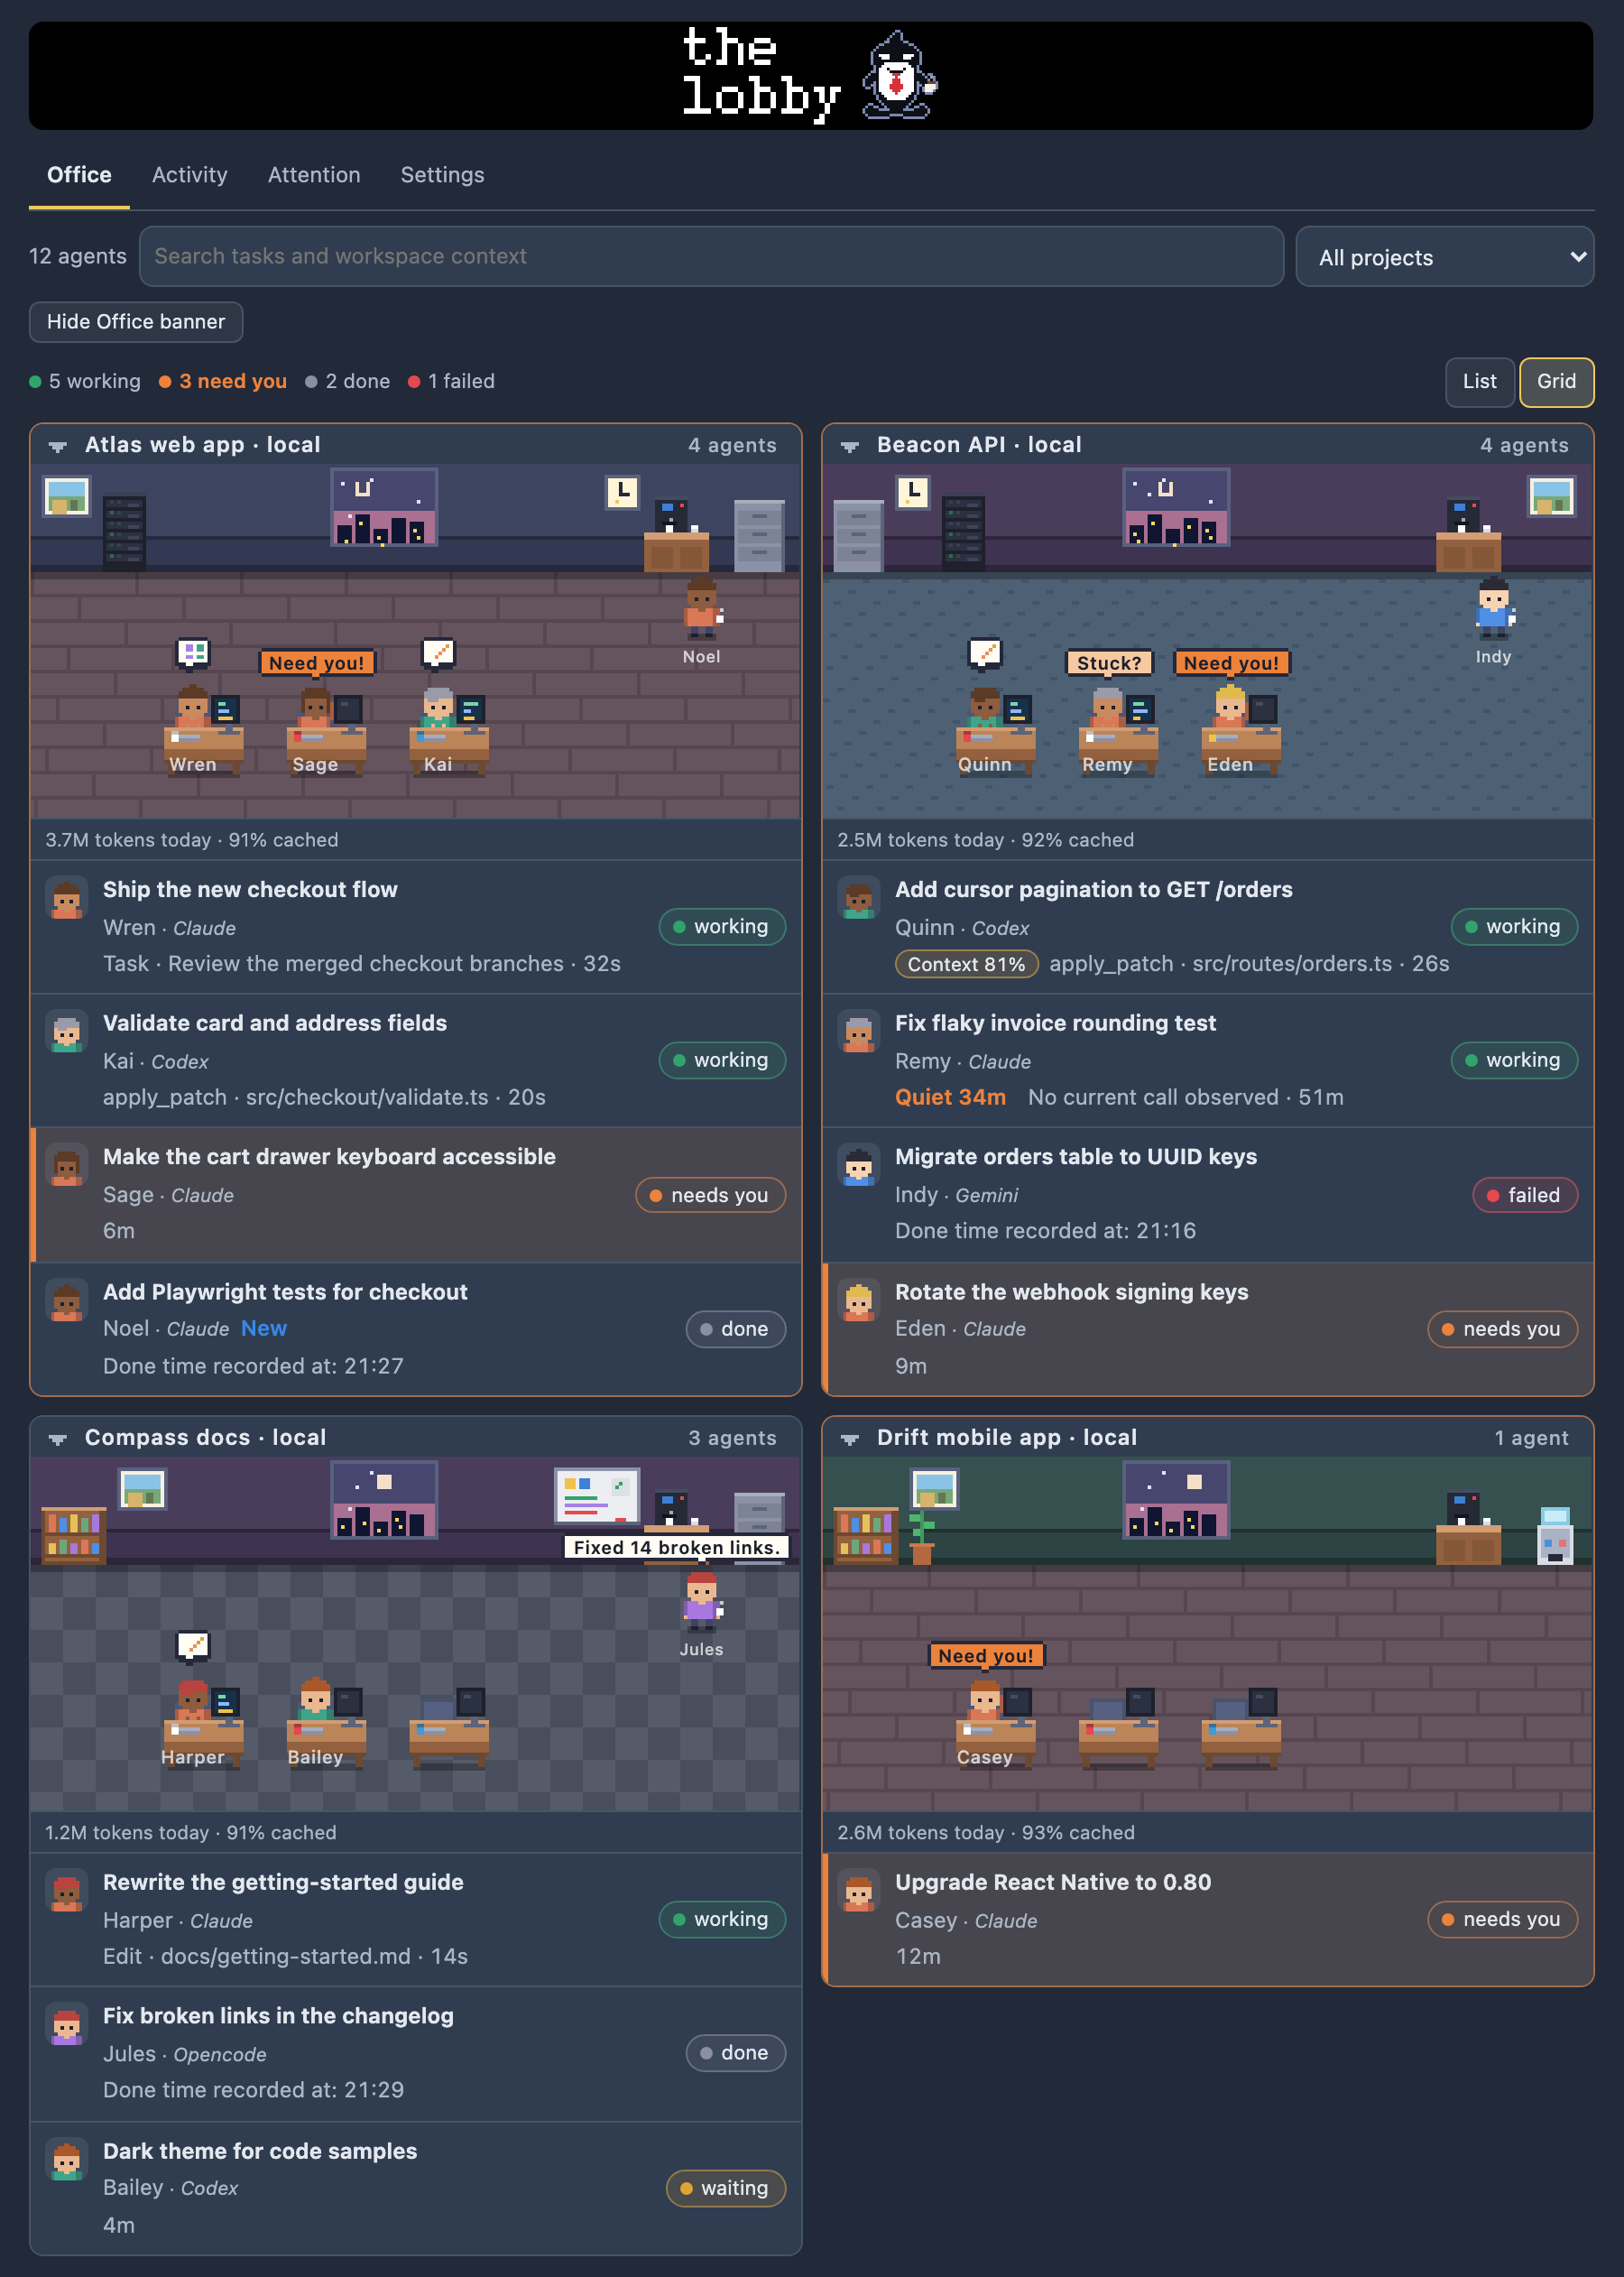 the
lobby
Office Activity Attention Settings
12 agents Search tasks and workspace context All projects
Hide Office banner
5 working 3 need you 2 done 1 failed List Grid
Atlas web app · local 4 agents
Noel
Need you!
Wren Sage Kai
3.7M tokens today · 91% cached
Ship the new checkout flow
Wren · Claude working
Task · Review the merged checkout branches · 32s
Validate card and address fields
Kai · Codex working
apply_patch · src/checkout/validate.ts · 20s
Make the cart drawer keyboard accessible
Sage · Claude needs you
6m
Add Playwright tests for checkout
Noel · Claude New done
Done time recorded at: 21:27
Beacon API · local 4 agents
Indy
Stuck? Need you!
Quinn Remy Eden
2.5M tokens today · 92% cached
Add cursor pagination to GET /orders
Quinn · Codex working
Context 81% apply_patch · src/routes/orders.ts · 26s
Fix flaky invoice rounding test
Remy · Claude working
Quiet 34m No current call observed · 51m
Migrate orders table to UUID keys
Indy · Gemini failed
Done time recorded at: 21:16
Rotate the webhook signing keys
Eden · Claude needs you
9m
Compass docs · local 3 agents
Fixed 14 broken links.
Jules
Harper Bailey
1.2M tokens today · 91% cached
Rewrite the getting-started guide
Harper · Claude working
Edit · docs/getting-started.md · 14s
Fix broken links in the changelog
Jules · Opencode done
Done time recorded at: 21:29
Dark theme for code samples
Bailey · Codex waiting
4m
Drift mobile app · local 1 agent
Need you!
Casey
2.6M tokens today · 93% cached
Upgrade React Native to 0.80
Casey · Claude needs you
12m